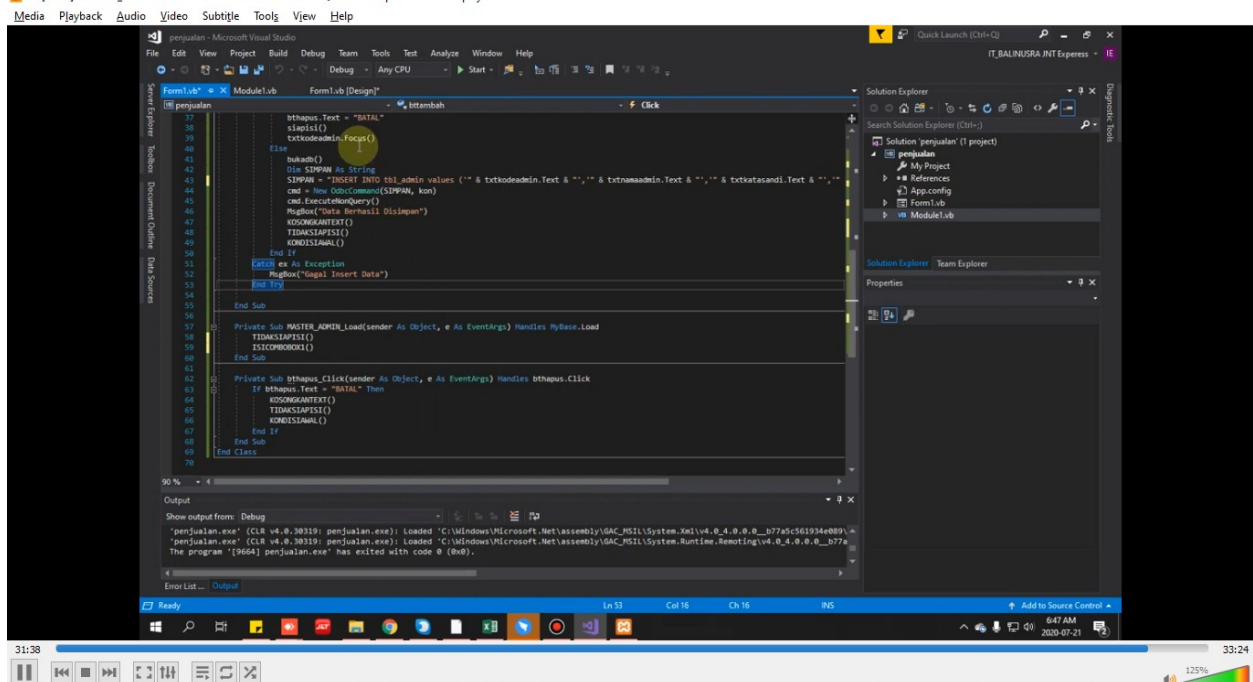 Media Playback Audio Video Subtitle Tools View Help
penjualan - Microsoft Visual Studio
Quick Launch (Ctrl+Q)
File Edit View Project Build Debug Team Tools Test Analyze Window Help
IT_BALINUSRA JNT Experess
IE
Debug Any CPU Start
Form1.vb* Module1.vb Form1.vb [Design]*
penjualan bttambah Click
Server Explorer
Toolbox
Document Outline
Data Sources
37 bthapus.Text = "BATAL"
38 siapisi()
39 txtkodeadmin.Focus()
40 Else
41 bukadb()
42 Dim SIMPAN As String
43 SIMPAN = "INSERT INTO tbl_admin values ('" & txtkodeadmin.Text & "','" & txtnamaadmin.Text & "','" & txtkatasandi.Text & "','"
44 cmd = New OdbcCommand(SIMPAN, kon)
45 cmd.ExecuteNonQuery()
46 MsgBox("Data Berhasil Disimpan")
47 KOSONGKANTEXT()
48 TIDAKSIAPISI()
49 KONDISIAWAL()
50 End If
51 Catch ex As Exception
52 MsgBox("Gagal Insert Data")
53 End Try
54
55 End Sub
56
57 Private Sub MASTER_ADMIN_Load(sender As Object, e As EventArgs) Handles MyBase.Load
58 TIDAKSIAPISI()
59 ISICOMBOBOX1()
60 End Sub
61
62 Private Sub bthapus_Click(sender As Object, e As EventArgs) Handles bthapus.Click
63 If bthapus.Text = "BATAL" Then
64 KOSONGKANTEXT()
65 TIDAKSIAPISI()
66 KONDISIAWAL()
67 End If
68 End Sub
69 End Class
70
90 %
Output
Show output from: Debug
'penjualan.exe' (CLR v4.0.30319: penjualan.exe): Loaded 'C:\Windows\Microsoft.Net\assembly\GAC_MSIL\System.Xml\v4.0_4.0.0.0__b77a5c561934e089\
'penjualan.exe' (CLR v4.0.30319: penjualan.exe): Loaded 'C:\Windows\Microsoft.Net\assembly\GAC_MSIL\System.Runtime.Remoting\v4.0_4.0.0.0__b77a
The program '[9664] penjualan.exe' has exited with code 0 (0x0).
Error List ... Output
Solution Explorer
Search Solution Explorer (Ctrl+;)
Solution 'penjualan' (1 project)
penjualan
My Project
References
App.config
Form1.vb
Module1.vb
Solution Explorer Team Explorer
Properties
Diagnostic Tools
Ready Ln 53 Col 16 Ch 16 INS Add to Source Control
J&T
6:47 AM
2020-07-21
2
31:38 33:24
125%